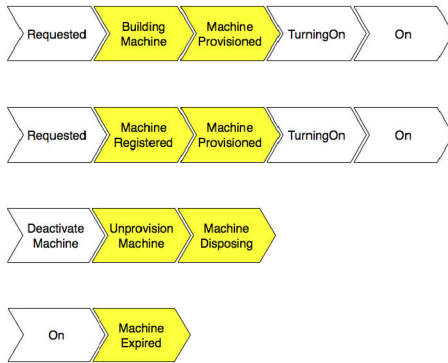 Requested
Building
Machine
Machine
Provisioned
TurningOn
On
Requested
Machine
Registered
Machine
Provisioned
TurningOn
On
Deactivate
Machine
Unprovision
Machine
Machine
Disposing
On
Machine
Expired